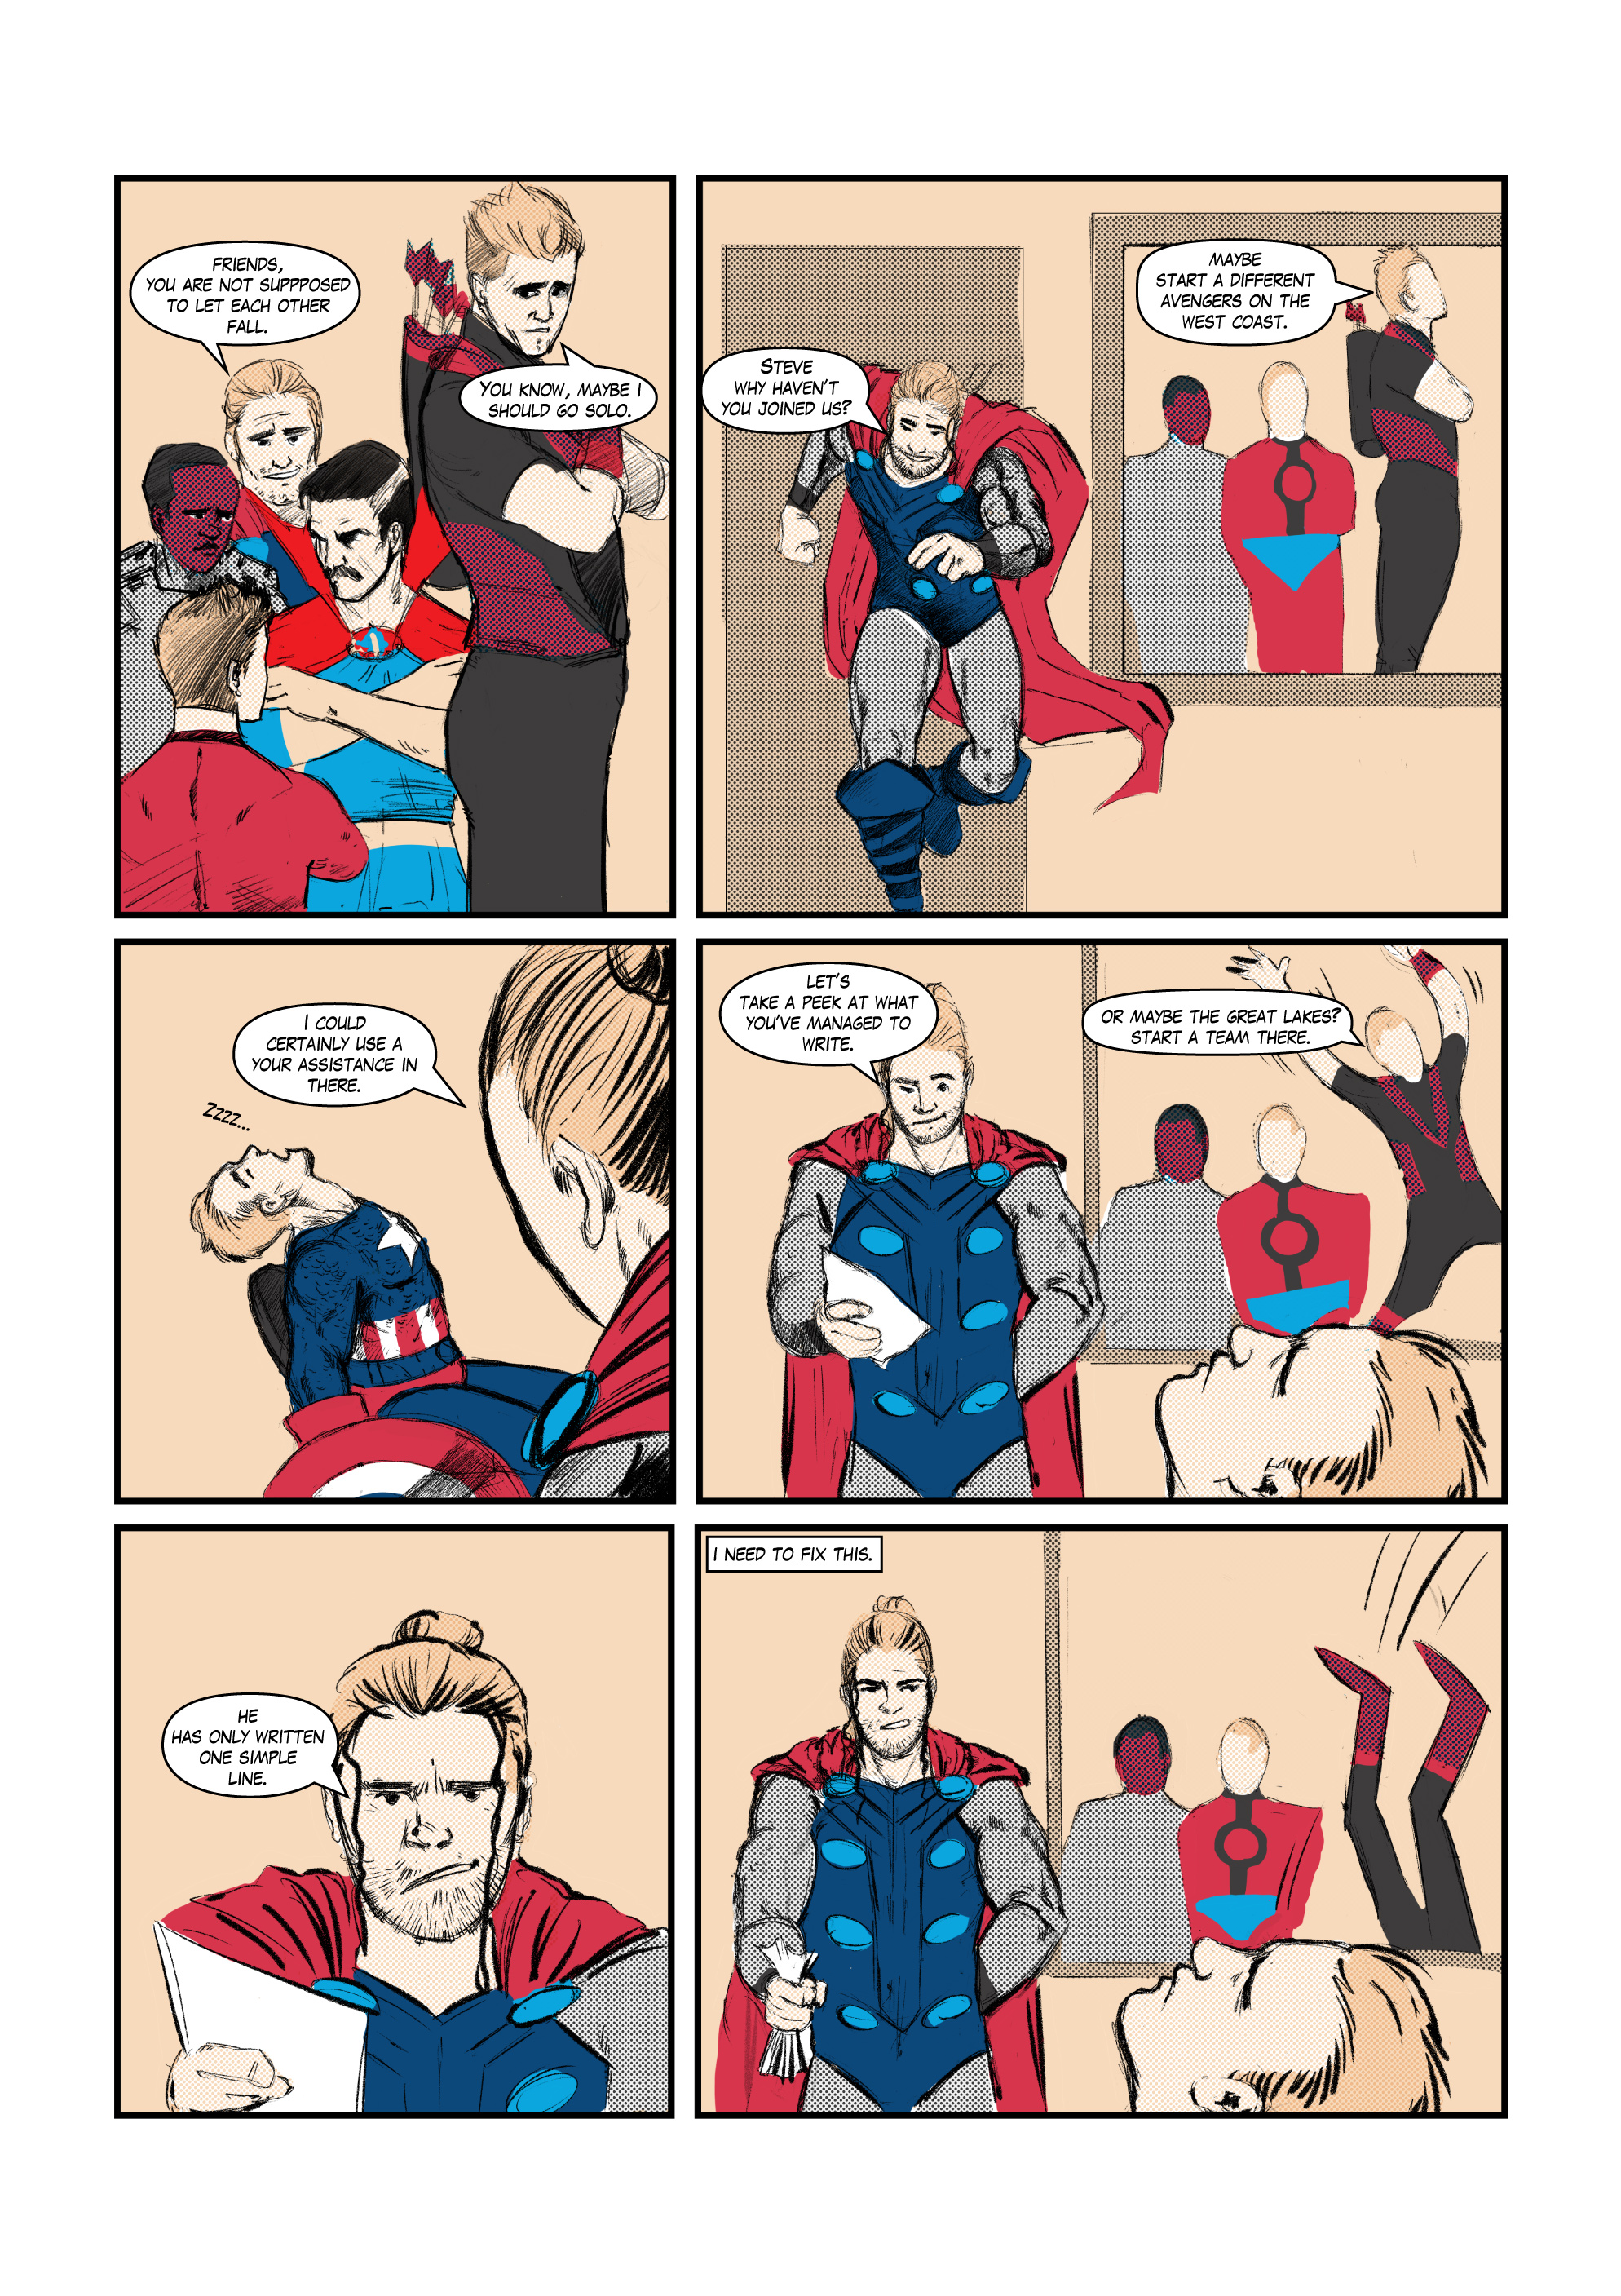 FRIENDS,
YOU ARE NOT SUPPPOSED
TO LET EACH OTHER
FALL.
YOU KNOW, MAYBE I
SHOULD GO SOLO.
STEVE
WHY HAVEN'T
YOU JOINED US?
MAYBE
START A DIFFERENT
AVENGERS ON THE
WEST COAST.
I COULD
CERTAINLY USE A
YOUR ASSISTANCE IN
THERE.
ZZZZ...
LET'S
TAKE A PEEK AT WHAT
YOU'VE MANAGED TO
WRITE.
OR MAYBE THE GREAT LAKES?
START A TEAM THERE.
HE
HAS ONLY WRITTEN
ONE SIMPLE
LINE.
I NEED TO FIX THIS.